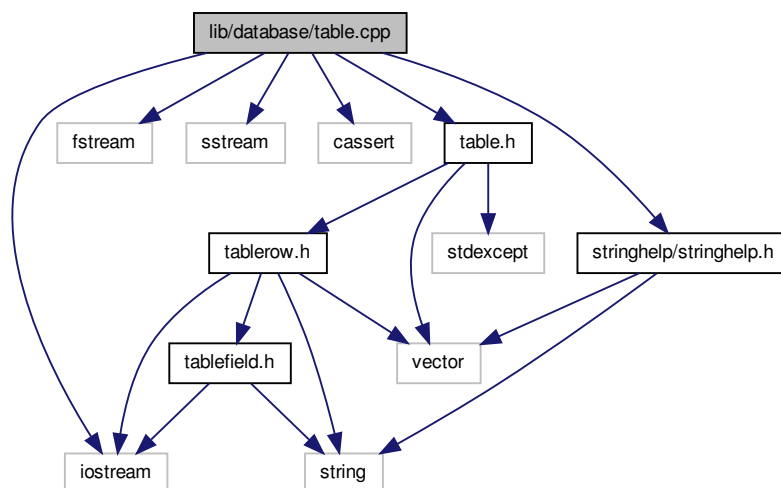 lib/database/table.cpp
fstream
sstream
cassert
table.h
tablerow.h
stdexcept
stringhelp/stringhelp.h
tablefield.h
vector
iostream
string